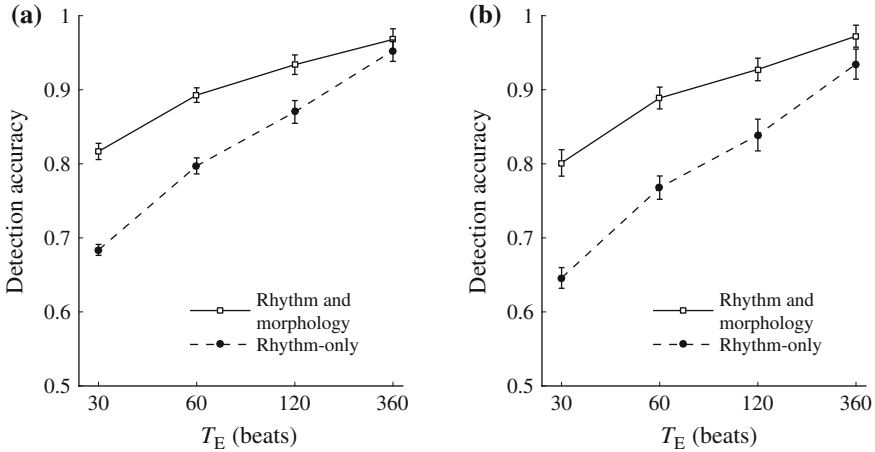 (a)
1
0.9
0.8
0.7
0.6
0.5
Detection accuracy
Rhythm and
morphology
Rhythm-only
30 60 120 360
T_E (beats)
(b)
1
0.9
0.8
0.7
0.6
0.5
Detection accuracy
Rhythm and
morphology
Rhythm-only
30 60 120 360
T_E (beats)